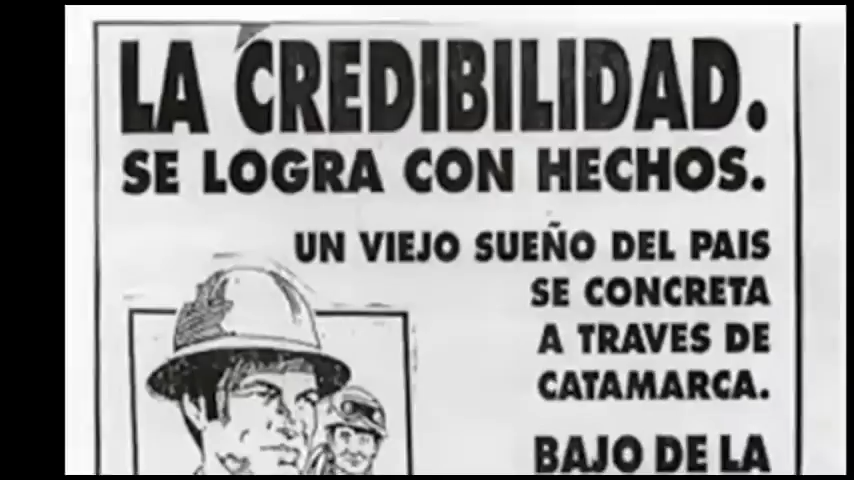 LA CREDIBILIDAD.
SE LOGRA CON HECHOS.
UN VIEJO SUEÑO DEL PAIS
SE CONCRETA
A TRAVES DE
CATAMARCA.
BAJO DE LA